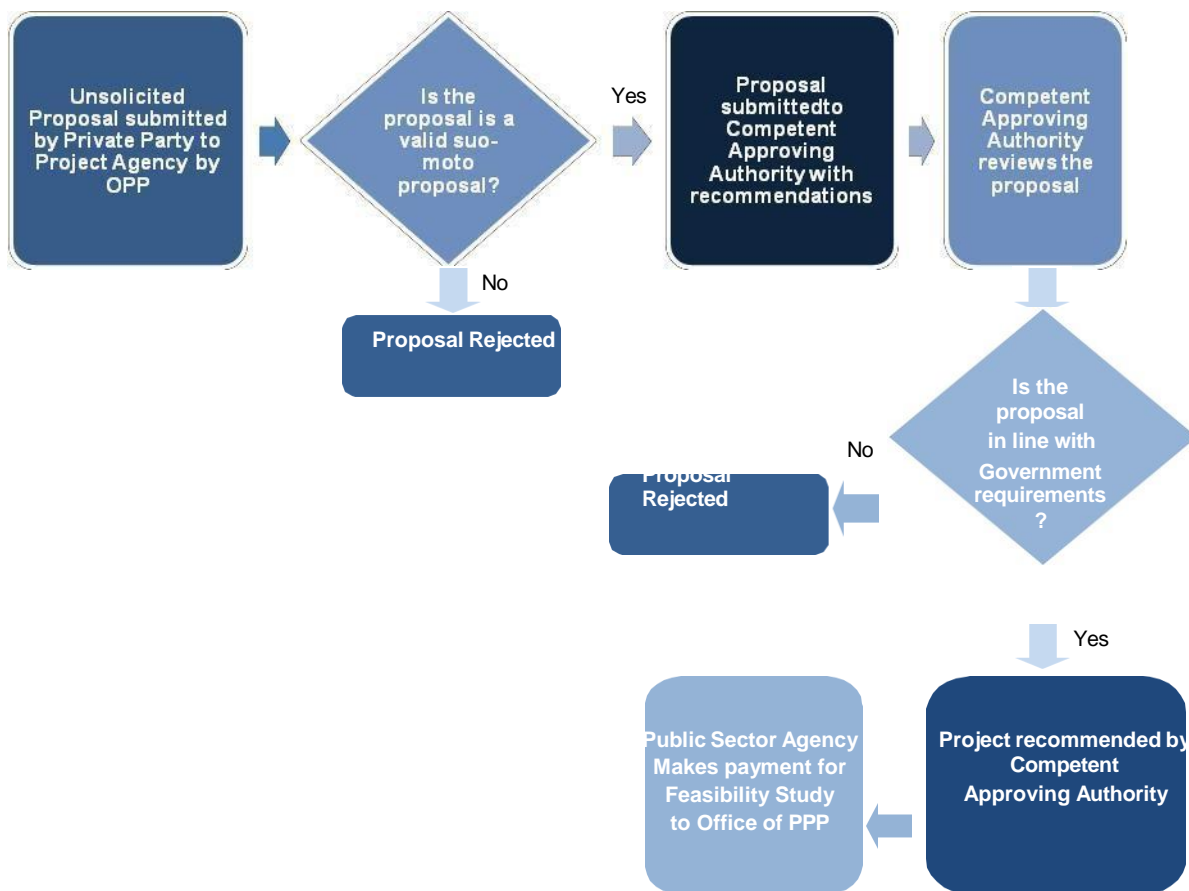 Unsolicited
Proposal submitted
by Private Party to
Project Agency by
OPP
Is the
proposal is a
valid suo-
moto
proposal?
Yes
Proposal
submittedto
Competent
Approving
Authority with
recommendations
Competent
Approving
Authority
reviews the
proposal
No
Proposal Rejected
Is the
proposal
in line with
Government
requirements
?
No
Proposal
Rejected
Yes
Project recommended by
Competent
Approving Authority
Public Sector Agency
Makes payment for
Feasibility Study
to Office of PPP